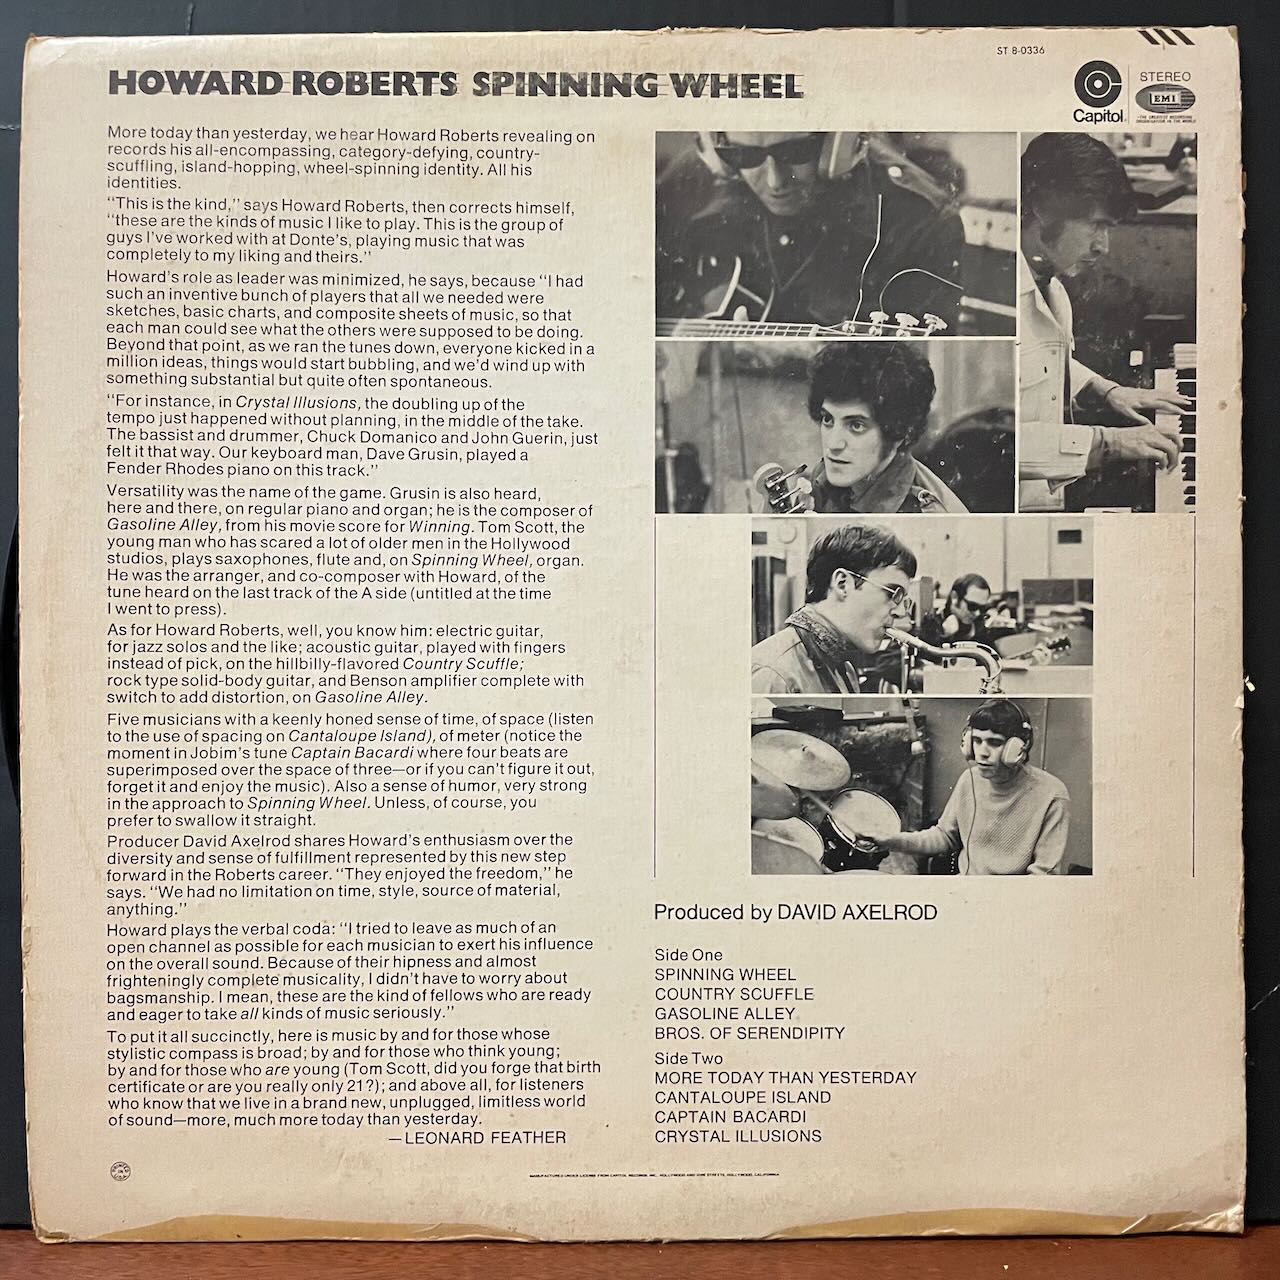 ST 8-0336
HOWARD ROBERTS SPINNING WHEEL
Capitol
STEREO
EMI
More today than yesterday, we hear Howard Roberts revealing on
records his all-encompassing, category-defying, country-
scuffling, island-hopping, wheel-spinning identity. All his
identities.
"This is the kind," says Howard Roberts, then corrects himself,
"these are the kinds of music I like to play. This is the group of
guys I've worked with at Donte's, playing music that was
completely to my liking and theirs."
Howard's role as leader was minimized, he says, because "I had
such an inventive bunch of players that all we needed were
sketches, basic charts, and composite sheets of music, so that
each man could see what the others were supposed to be doing.
Beyond that point, as we ran the tunes down, everyone kicked in a
million ideas, things would start bubbling, and we'd wind up with
something substantial but quite often spontaneous.
"For instance, in Crystal Illusions, the doubling up of the
tempo just happened without planning, in the middle of the take.
The bassist and drummer, Chuck Domanico and John Guerin, just
felt it that way. Our keyboard man, Dave Grusin, played a
Fender Rhodes piano on this track."
Versatility was the name of the game. Grusin is also heard,
here and there, on regular piano and organ; he is the composer of
Gasoline Alley, from his movie score for Winning. Tom Scott, the
young man who has scared a lot of older men in the Hollywood
studios, plays saxophones, flute and, on Spinning Wheel, organ.
He was the arranger, and co-composer with Howard, of the
tune heard on the last track of the A side (untitled at the time
I went to press).
As for Howard Roberts, well, you know him: electric guitar,
for jazz solos and the like; acoustic guitar, played with fingers
instead of pick, on the hillbilly-flavored Country Scuffle;
rock type solid-body guitar, and Benson amplifier complete with
switch to add distortion, on Gasoline Alley.
Five musicians with a keenly honed sense of time, of space (listen
to the use of spacing on Cantaloupe Island), of meter (notice the
moment in Jobim's tune Captain Bacardi where four beats are
superimposed over the space of three—or if you can't figure it out,
forget it and enjoy the music). Also a sense of humor, very strong
in the approach to Spinning Wheel. Unless, of course, you
prefer to swallow it straight.
Producer David Axelrod shares Howard's enthusiasm over the
diversity and sense of fulfillment represented by this new step
forward in the Roberts career. "They enjoyed the freedom," he
says. "We had no limitation on time, style, source of material,
anything."
Howard plays the verbal coda: "I tried to leave as much of an
open channel as possible for each musician to exert his influence
on the overall sound. Because of their hipness and almost
frighteningly complete musicality, I didn't have to worry about
bagsmanship. I mean, these are the kind of fellows who are ready
and eager to take all kinds of music seriously."
To put it all succinctly, here is music by and for those whose
stylistic compass is broad; by and for those who think young;
by and for those who are young (Tom Scott, did you forge that birth
certificate or are you really only 21?); and above all, for listeners
who know that we live in a brand new, unplugged, limitless world
of sound—more, much more today than yesterday.
—LEONARD FEATHER
Produced by DAVID AXELROD
Side One
SPINNING WHEEL
COUNTRY SCUFFLE
GASOLINE ALLEY
BROS. OF SERENDIPITY
Side Two
MORE TODAY THAN YESTERDAY
CANTALOUPE ISLAND
CAPTAIN BACARDI
CRYSTAL ILLUSIONS
MANUFACTURED UNDER LICENSE FROM CAPITOL RECORDS, INC., HOLLYWOOD AND VINE STREETS, HOLLYWOOD, CALIFORNIA